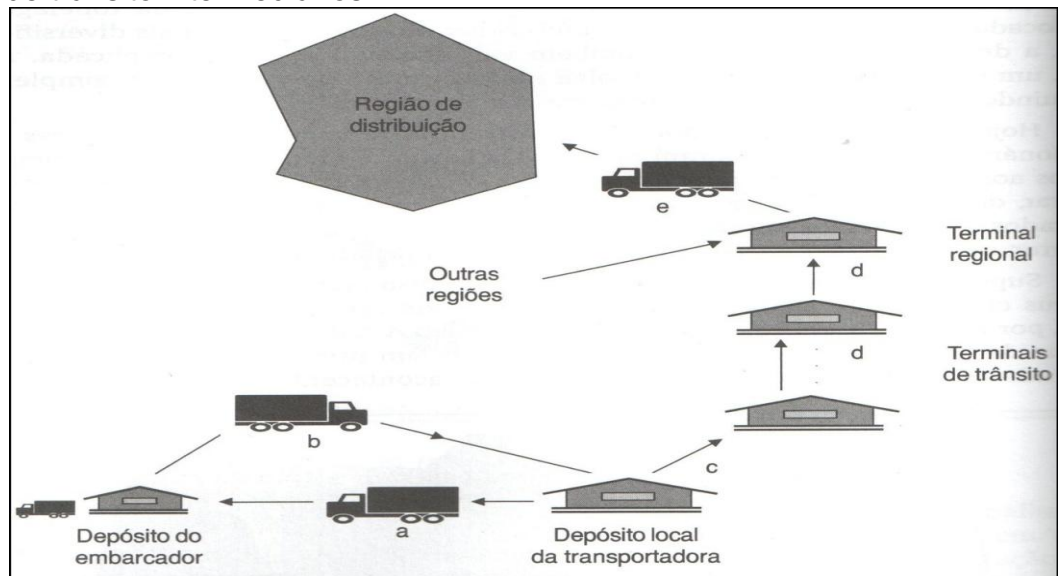 Região de
distribuição
e
Terminal
regional
Outras
regiões
d
d
Terminais
de trânsito
b
c
a
Depósito do
embarcador
Depósito local
da transportadora